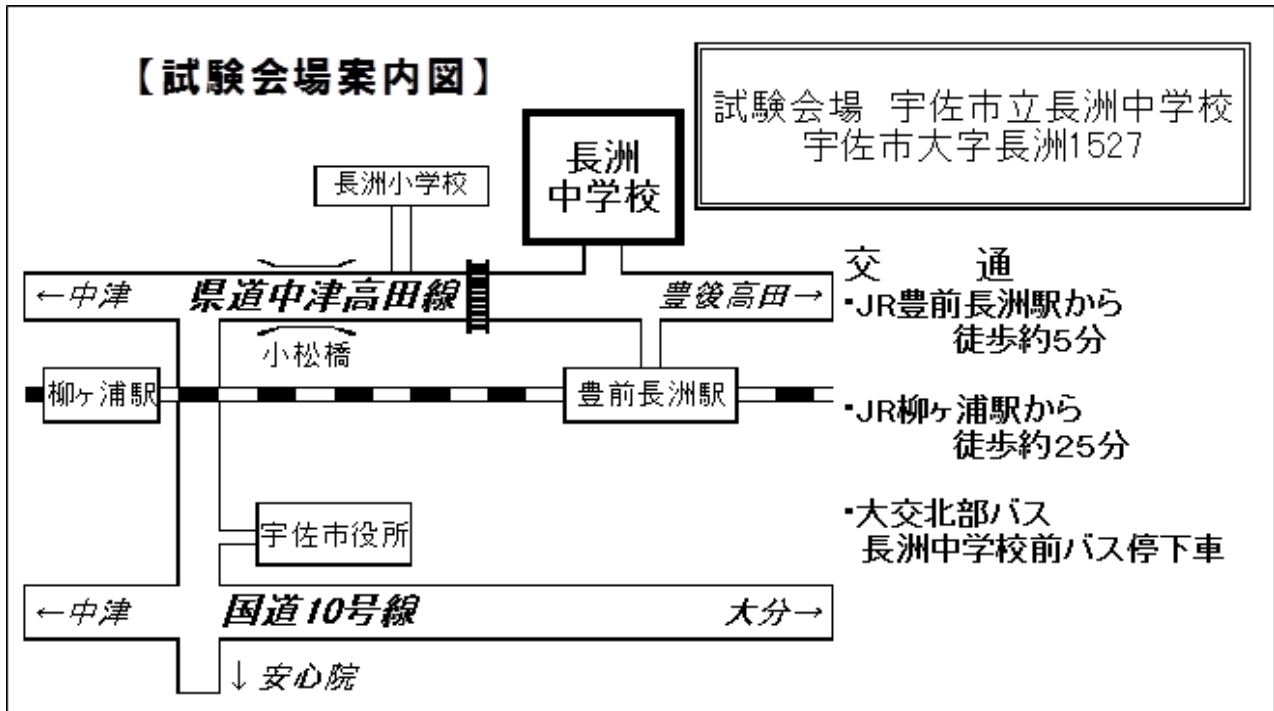 【試験会場案内図】
試験会場 宇佐市立長洲中学校
宇佐市大字長洲1527
長洲
中学校
長洲小学校
←中津 県道中津高田線 豊後高田→
小松橋
柳ヶ浦駅
豊前長洲駅
宇佐市役所
←中津 国道10号線 大分→
↓安心院
交 通
・JR豊前長洲駅から
徒歩約5分
・JR柳ヶ浦駅から
徒歩約25分
・大交北部バス
長洲中学校前バス停下車